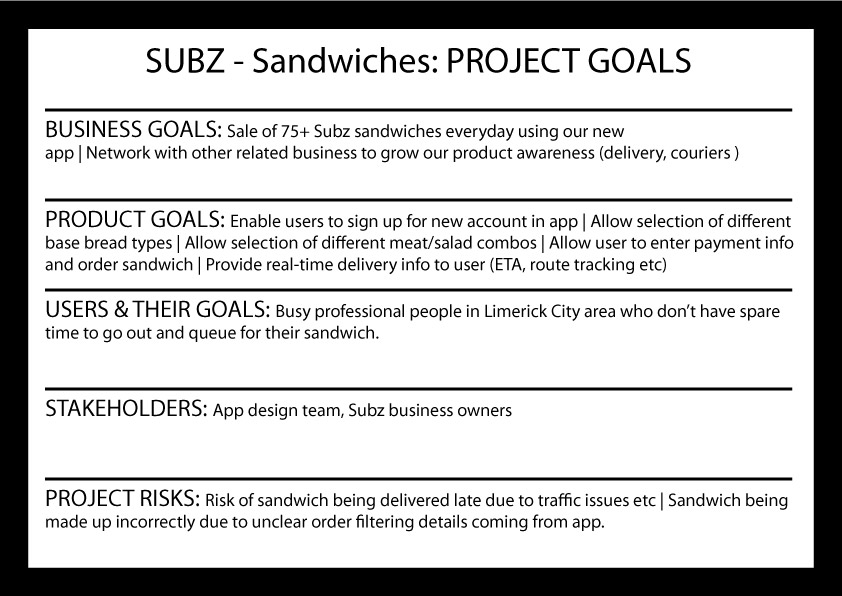 SUBZ - Sandwiches: PROJECT GOALS
BUSINESS GOALS: Sale of 75+ Subz sandwiches everyday using our new
app | Network with other related business to grow our product awareness (delivery, couriers )
PRODUCT GOALS: Enable users to sign up for new account in app | Allow selection of different
base bread types | Allow selection of different meat/salad combos | Allow user to enter payment info
and order sandwich | Provide real-time delivery info to user (ETA, route tracking etc)
USERS & THEIR GOALS: Busy professional people in Limerick City area who don’t have spare
time to go out and queue for their sandwich.
STAKEHOLDERS: App design team, Subz business owners
PROJECT RISKS: Risk of sandwich being delivered late due to traffic issues etc | Sandwich being
made up incorrectly due to unclear order filtering details coming from app.